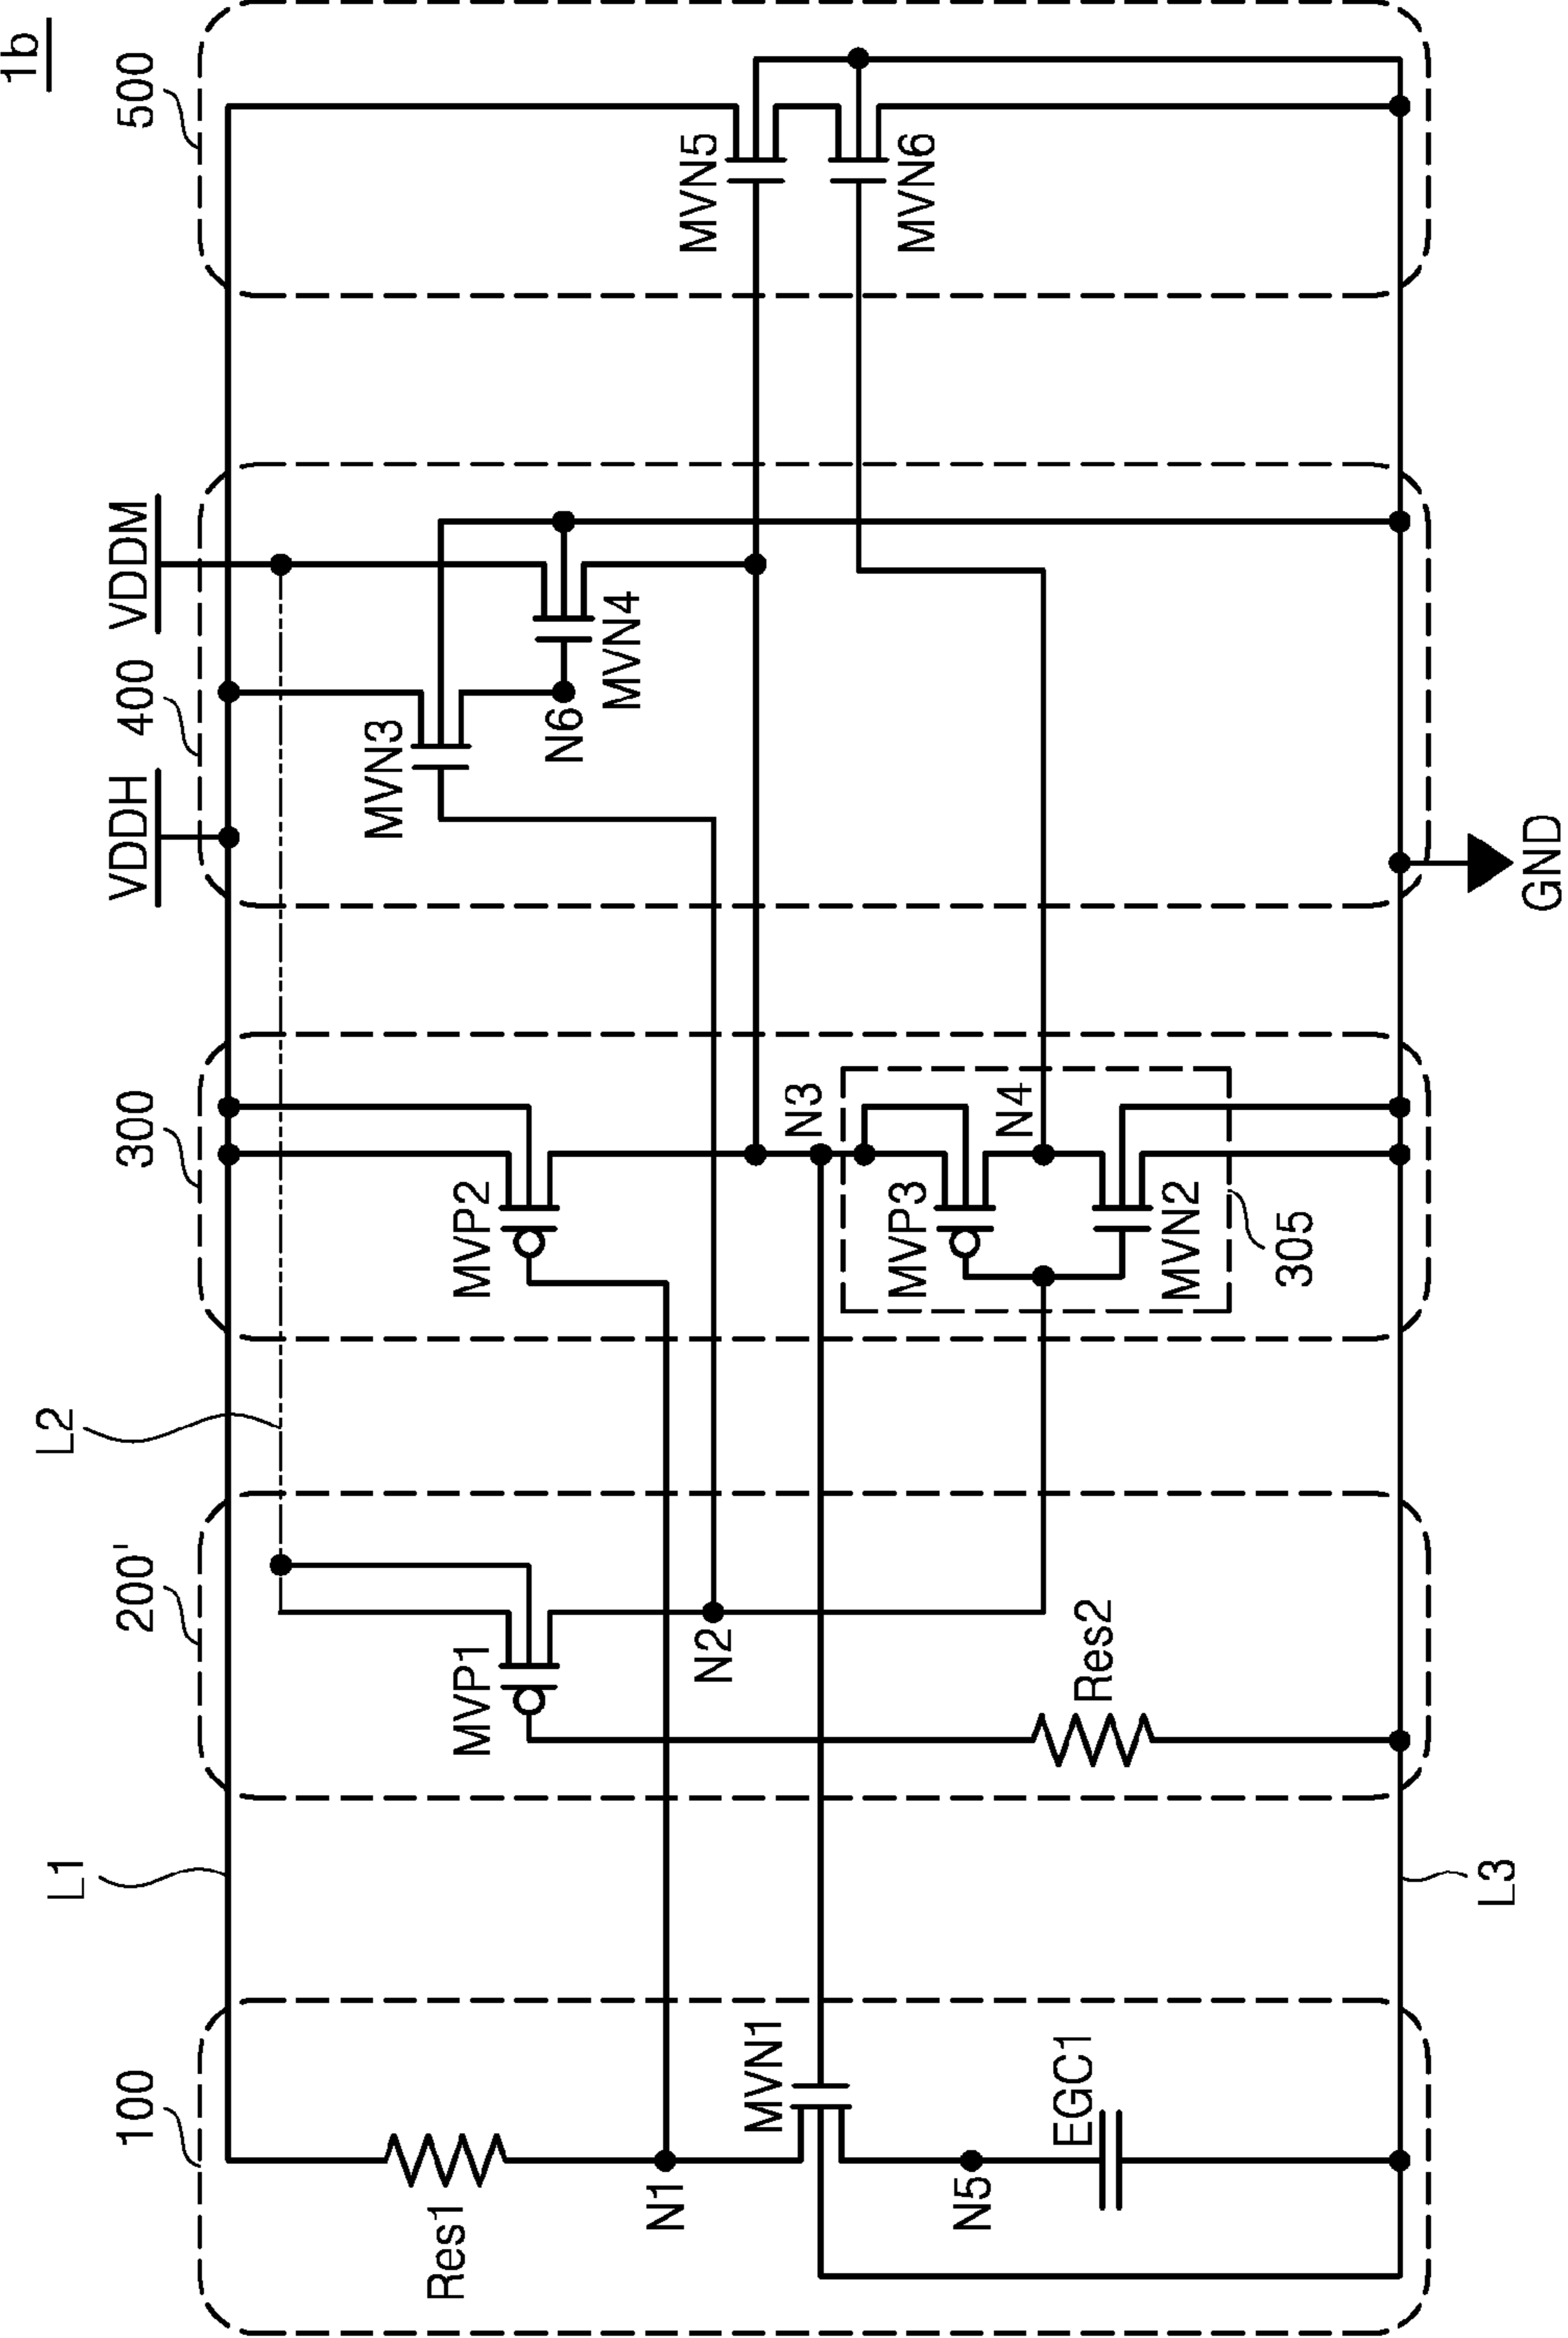 1b
100
200'
300
400
500
L1
L2
VDDH
VDDM
Res1
N1
MVN1
N5
EGC1
MVP1
N2
Res2
MVP2
N3
MVP3
N4
MVN2
305
MVN3
N6
MVN4
MVN5
MVN6
L3
GND